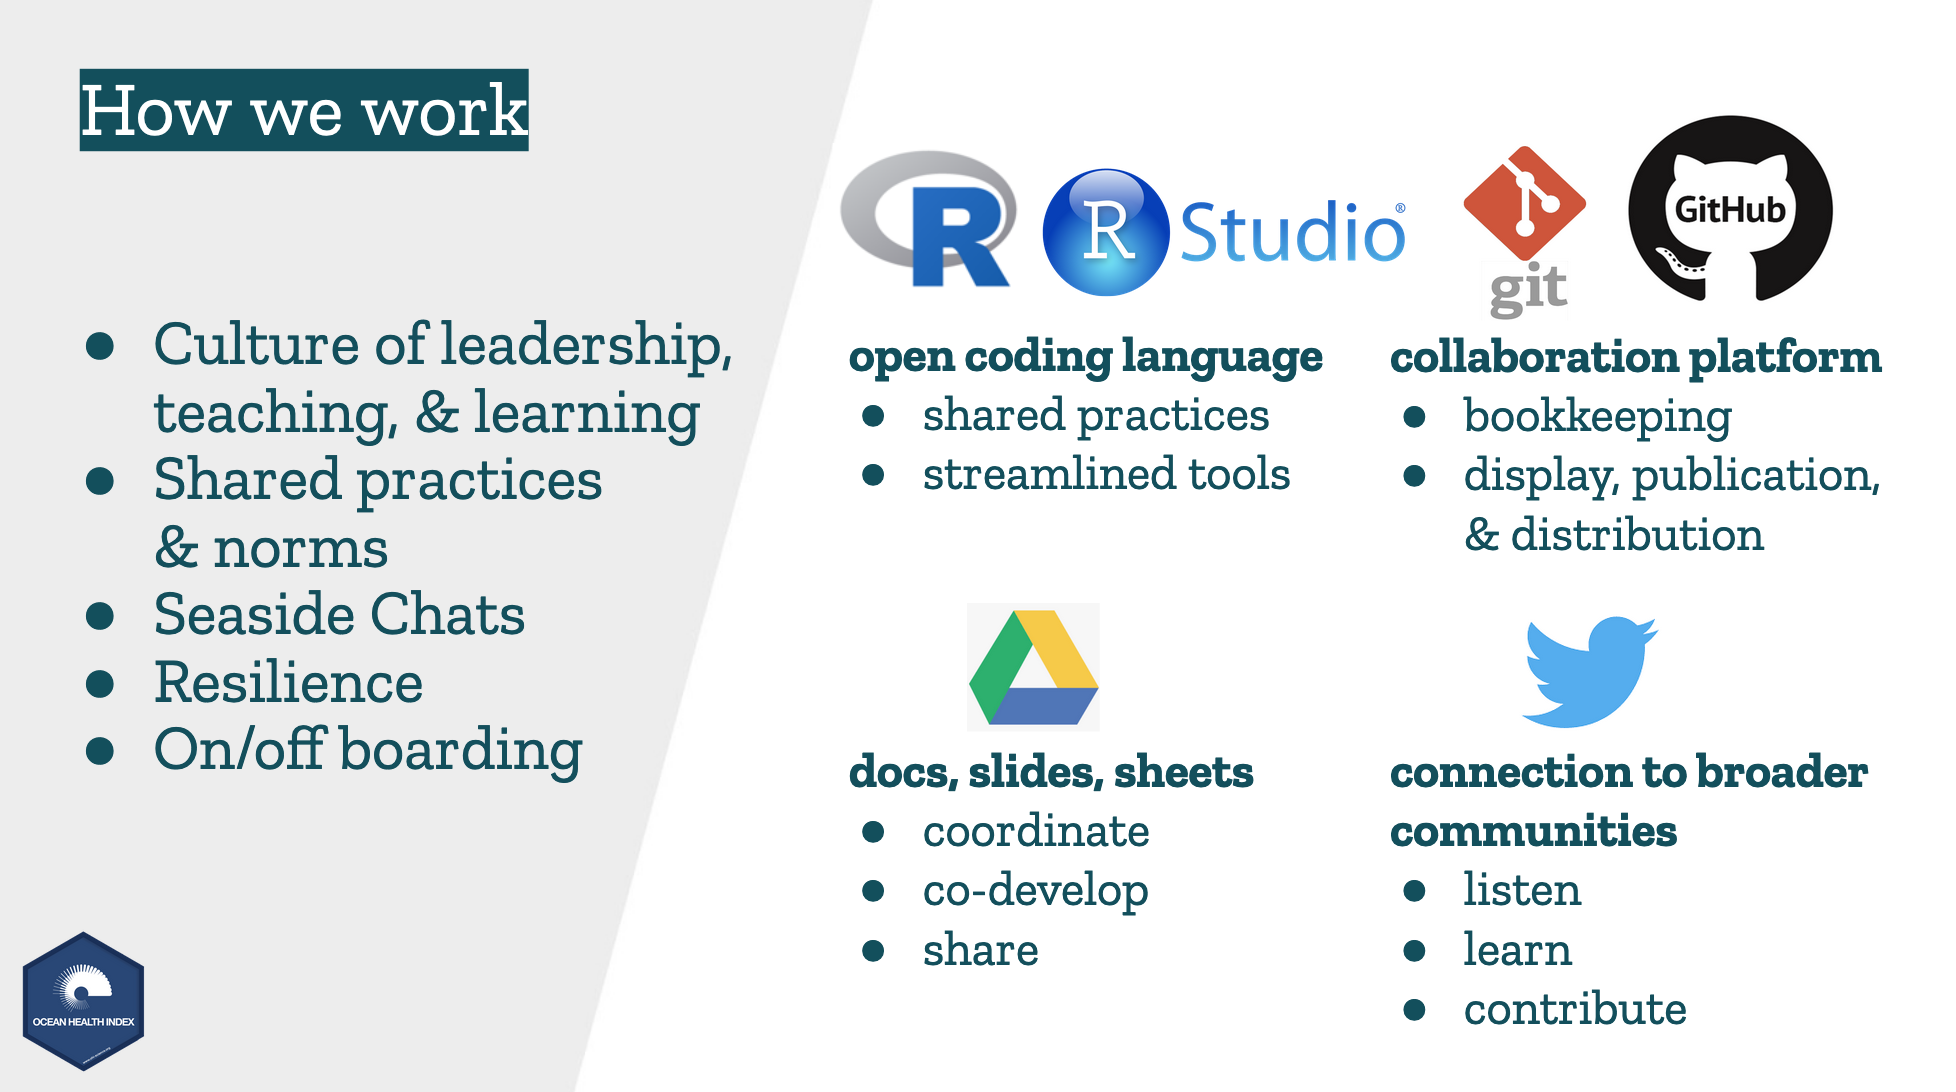 How we work
● Culture of leadership,
teaching, & learning
● Shared practices
& norms
● Seaside Chats
● Resilience
● On/off boarding
OCEAN HEALTH INDEX
R
R Studio®
git
GitHub
open coding language
● shared practices
● streamlined tools
collaboration platform
● bookkeeping
● display, publication,
& distribution
docs, slides, sheets
● coordinate
● co-develop
● share
connection to broader
communities
● listen
● learn
● contribute